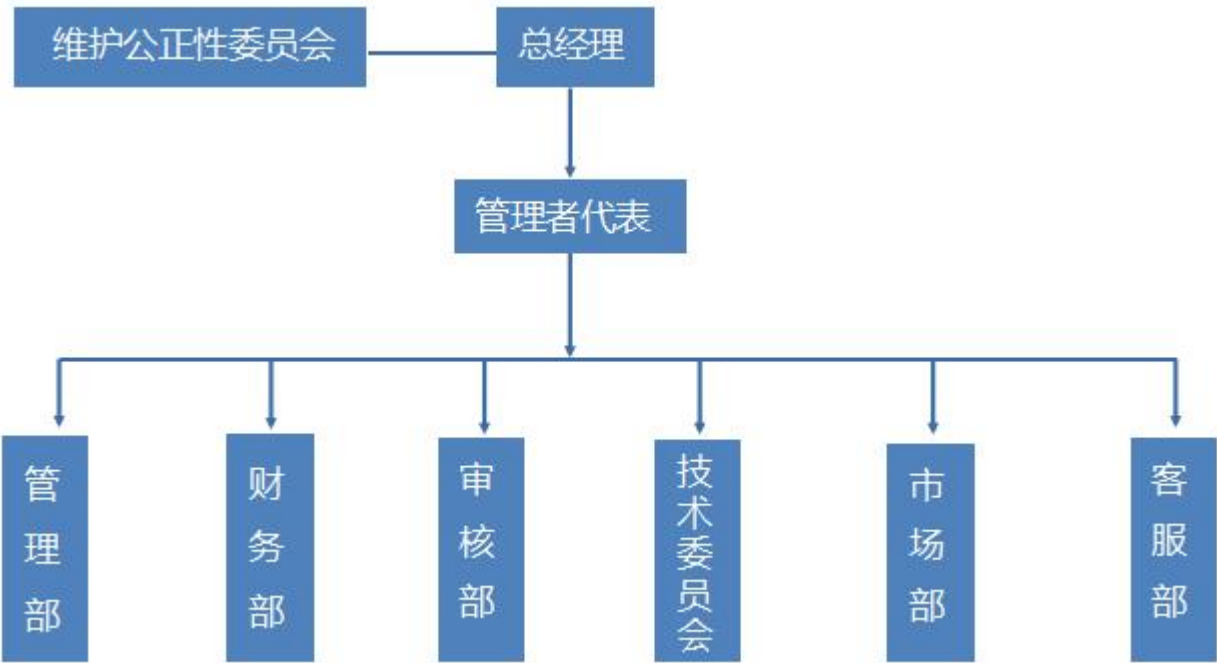 维护公正性委员会
总经理
管理者代表
管理部
财务部
审核部
技术委员会
市场部
客服部